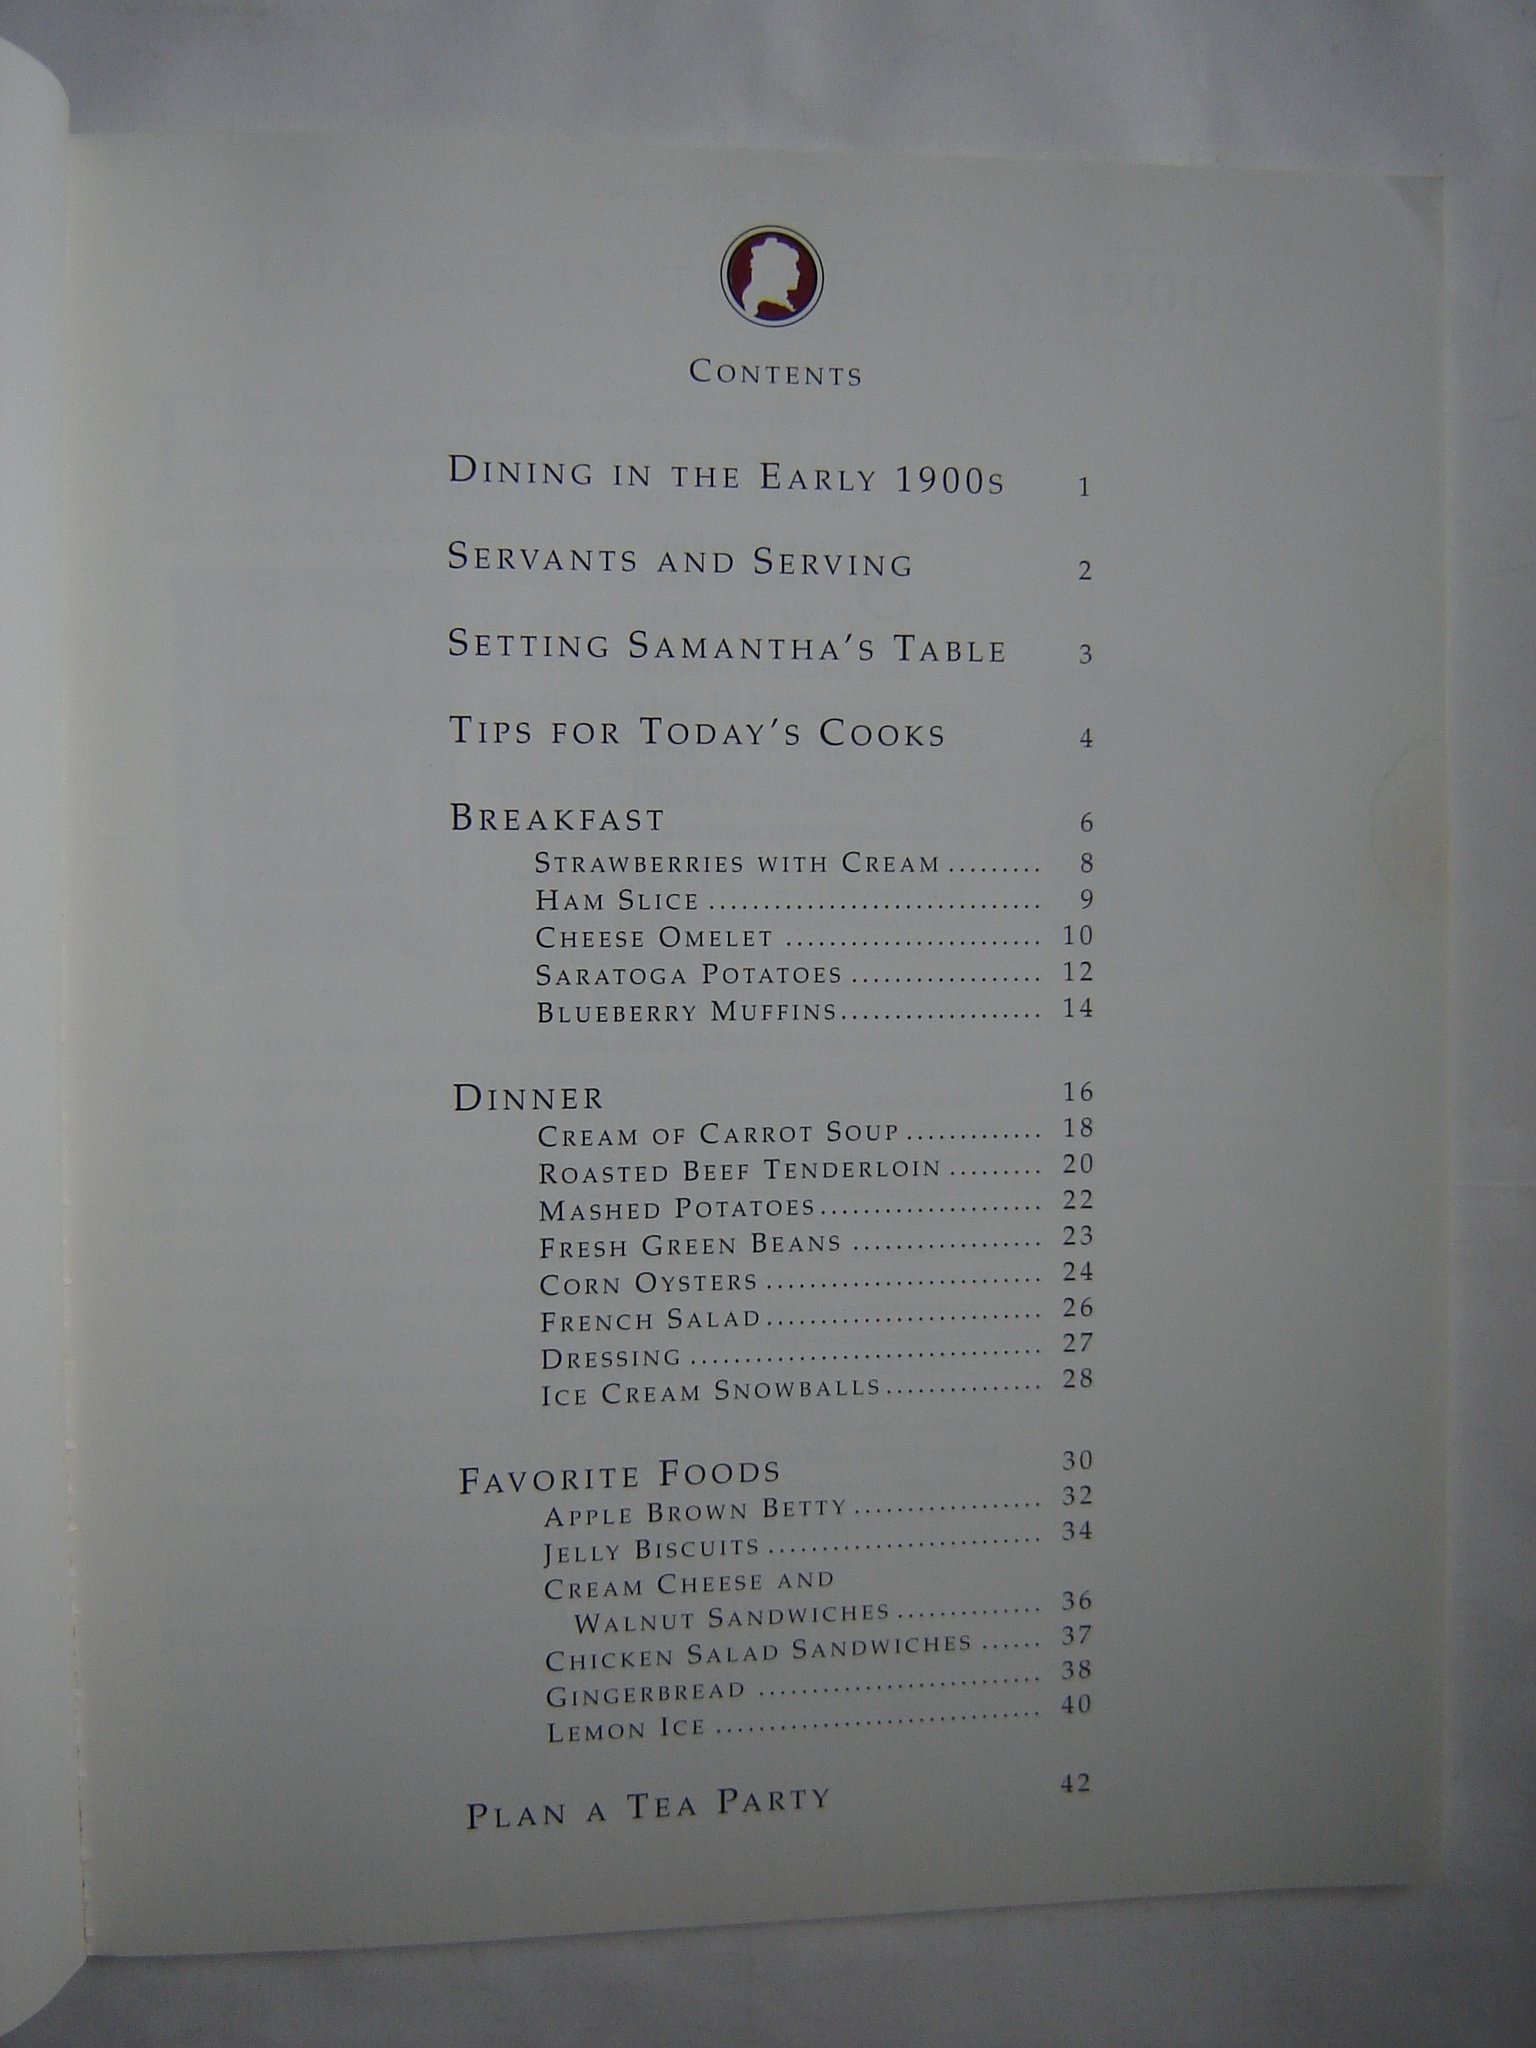 CONTENTS
DINING IN THE EARLY 1900S 1
SERVANTS AND SERVING 2
SETTING SAMANTHA'S TABLE 3
TIPS FOR TODAY'S COOKS 4
BREAKFAST 6
STRAWBERRIES WITH CREAM ......... 8
HAM SLICE ............................... 9
CHEESE OMELET ........................ 10
SARATOGA POTATOES .................. 12
BLUEBERRY MUFFINS................... 14
DINNER 16
CREAM OF CARROT SOUP ............. 18
ROASTED BEEF TENDERLOIN ......... 20
MASHED POTATOES..................... 22
FRESH GREEN BEANS .................. 23
CORN OYSTERS .......................... 24
FRENCH SALAD .......................... 26
DRESSING ................................. 27
ICE CREAM SNOWBALLS............... 28
FAVORITE FOODS 30
APPLE BROWN BETTY .................. 32
JELLY BISCUITS .......................... 34
CREAM CHEESE AND
WALNUT SANDWICHES .............. 36
CHICKEN SALAD SANDWICHES ...... 37
GINGERBREAD ........................... 38
LEMON ICE ............................... 40
PLAN A TEA PARTY 42